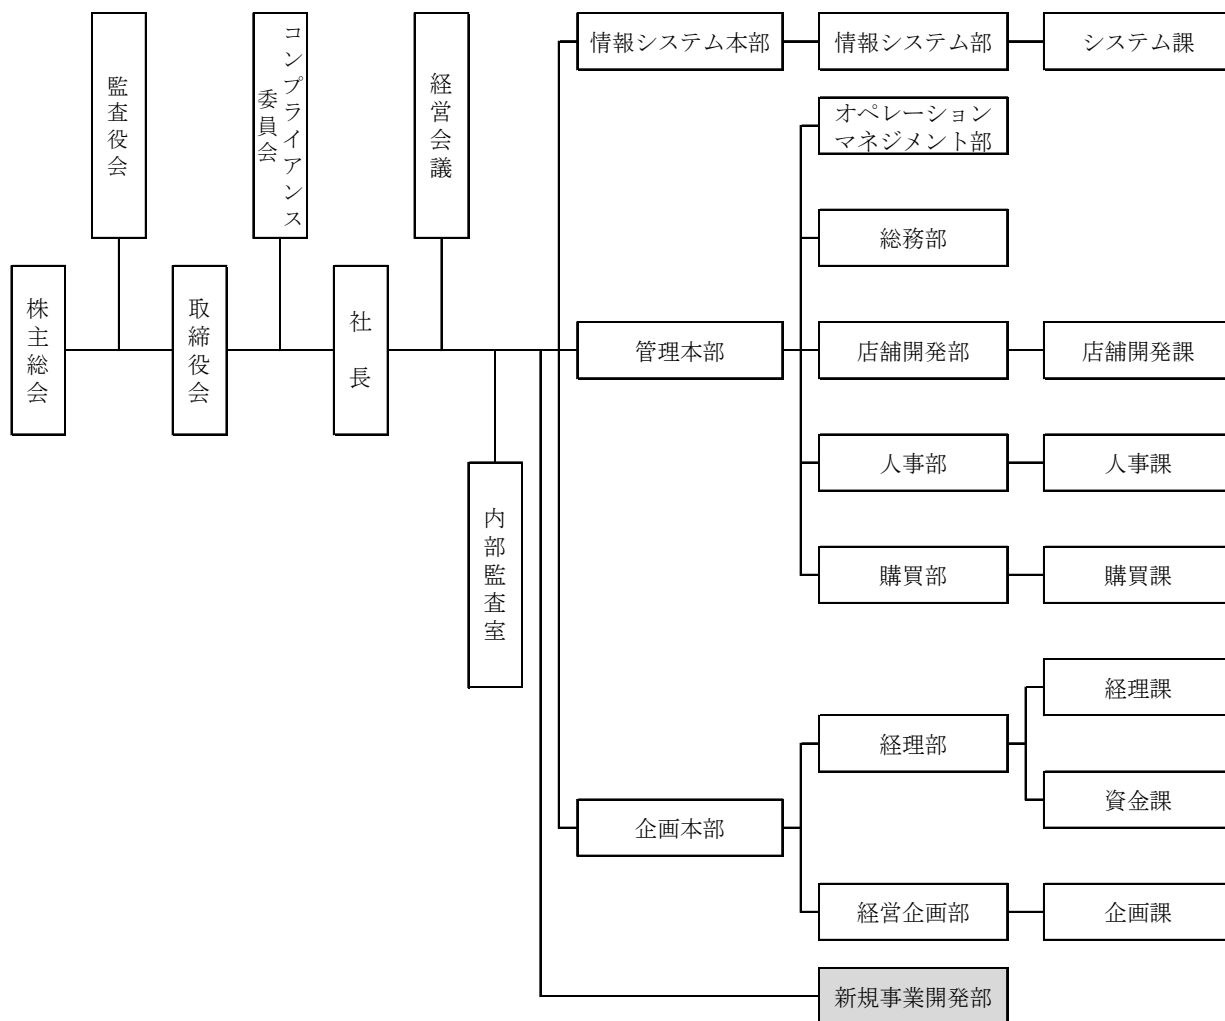 監査役会
コンプライアンス
委員会
経営会議
株主総会
取締役会
社長
内部監査室
情報システム本部
情報システム部
システム課
オペレーション
マネジメント部
総務部
管理本部
店舗開発部
店舗開発課
人事部
人事課
購買部
購買課
経理課
経理部
資金課
企画本部
経営企画部
企画課
新規事業開発部